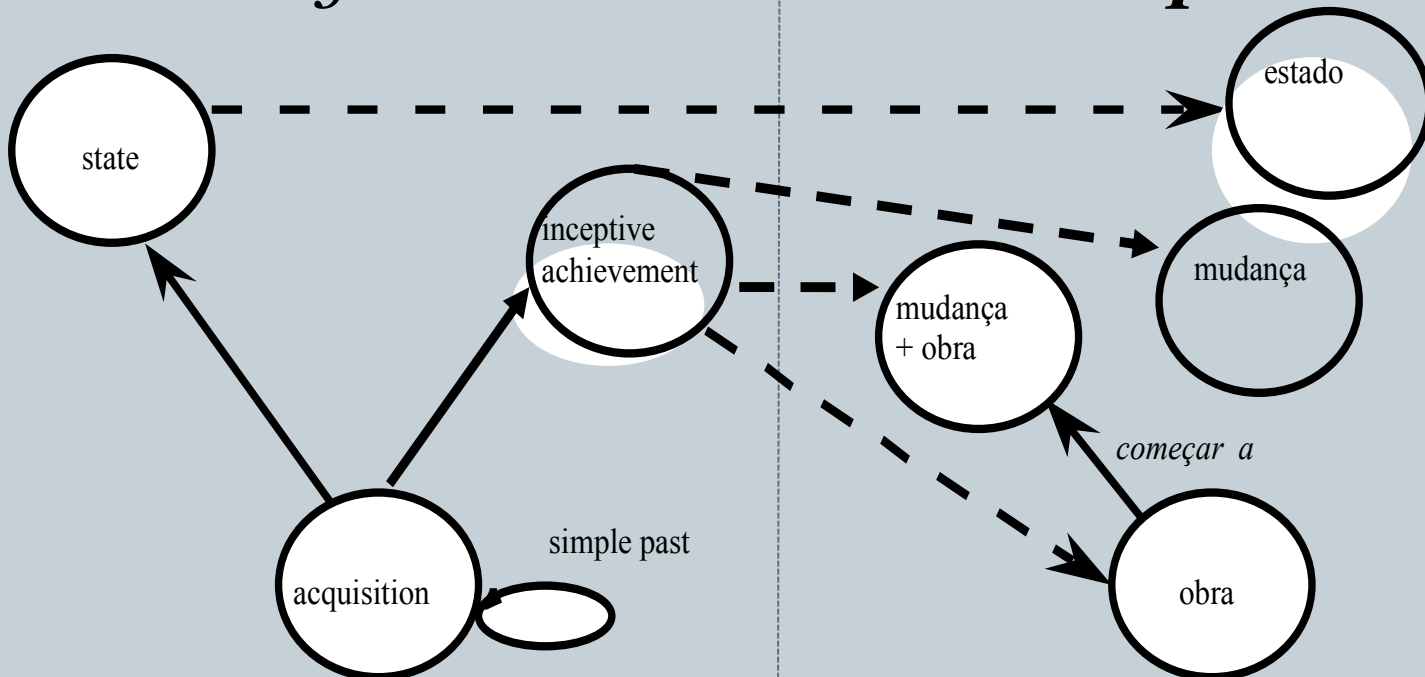 estado
state
inceptive
achievement
mudança
mudança
+ obra
começar a
simple past
acquisition
obra